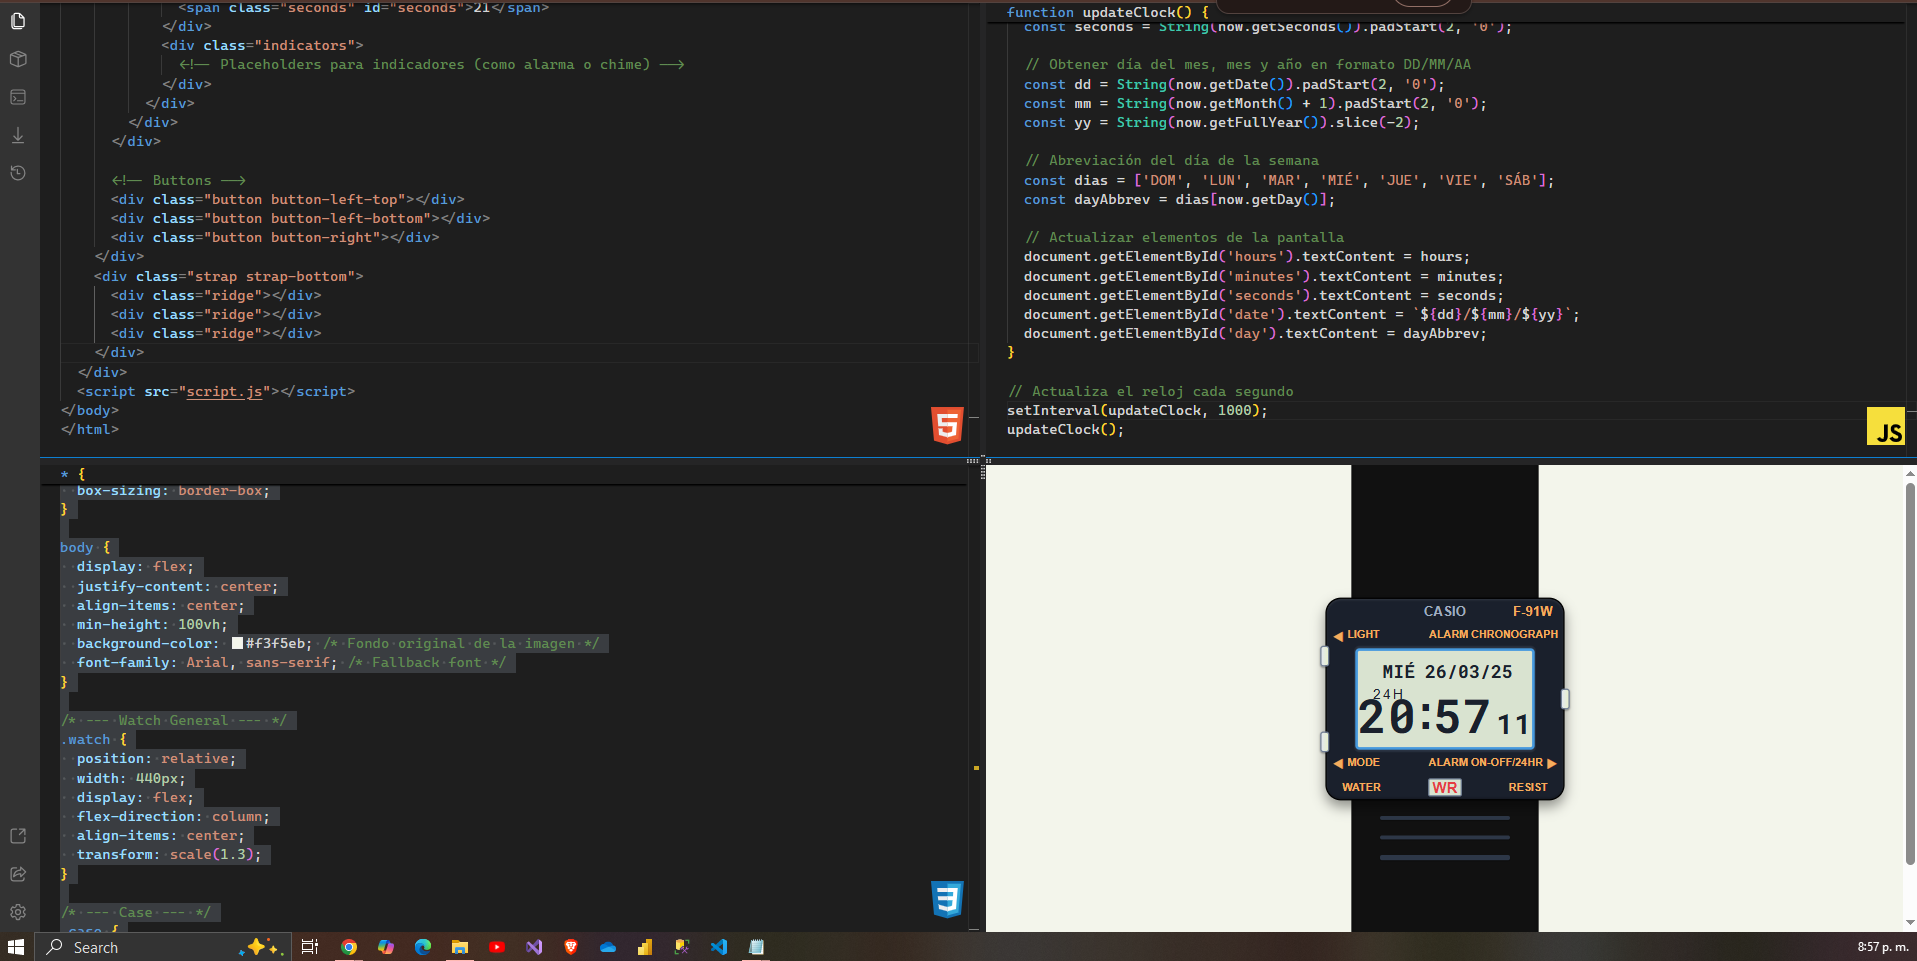 <span class="seconds" id="seconds">21</span>
</div>
<div class="indicators">
<!-- Placeholders para indicadores (como alarma o chime) -->
</div>
</div>
</div>
</div>
<!-- Buttons -->
<div class="button button-left-top"></div>
<div class="button button-left-bottom"></div>
<div class="button button-right"></div>
</div>
<div class="strap strap-bottom">
<div class="ridge"></div>
<div class="ridge"></div>
<div class="ridge"></div>
</div>
</div>
<script src="script.js"></script>
</body>
</html>
5
function updateClock() {
const seconds = String(now.getSeconds()).padStart(2, '0');
// Obtener día del mes, mes y año en formato DD/MM/AA
const dd = String(now.getDate()).padStart(2, '0');
const mm = String(now.getMonth() + 1).padStart(2, '0');
const yy = String(now.getFullYear()).slice(-2);
// Abreviación del día de la semana
const dias = ['DOM', 'LUN', 'MAR', 'MIÉ', 'JUE', 'VIE', 'SÁB'];
const dayAbbrev = dias[now.getDay()];
// Actualizar elementos de la pantalla
document.getElementById('hours').textContent = hours;
document.getElementById('minutes').textContent = minutes;
document.getElementById('seconds').textContent = seconds;
document.getElementById('date').textContent = `${dd}/${mm}/${yy}`;
document.getElementById('day').textContent = dayAbbrev;
}
// Actualiza el reloj cada segundo
setInterval(updateClock, 1000);
updateClock();
JS
* {
box-sizing: border-box;
}
body {
display: flex;
justify-content: center;
align-items: center;
min-height: 100vh;
background-color: #f3f5eb; /* Fondo original de la imagen */
font-family: Arial, sans-serif; /* Fallback font */
}
/* --- Watch General --- */
.watch {
position: relative;
width: 440px;
display: flex;
flex-direction: column;
align-items: center;
transform: scale(1.3);
}
/* --- Case --- */
.case {
3
CASIO F-91W
LIGHT ALARM CHRONOGRAPH
MIÉ 26/03/25
24H
20:57 11
MODE ALARM ON-OFF/24HR
WATER WR RESIST
Search
8:57 p. m.